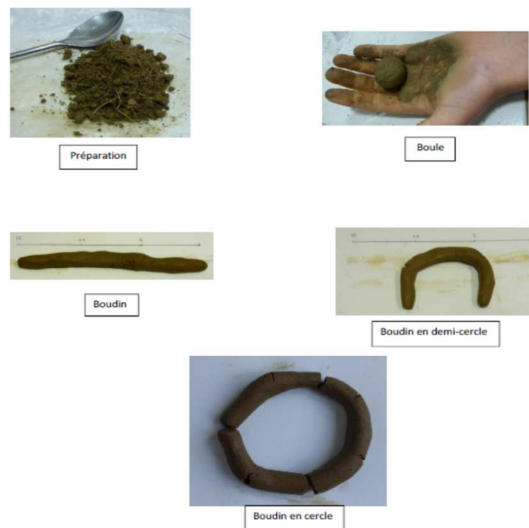 Préparation
Boule
Boudin
Boudin en demi-cercle
Boudin en cercle